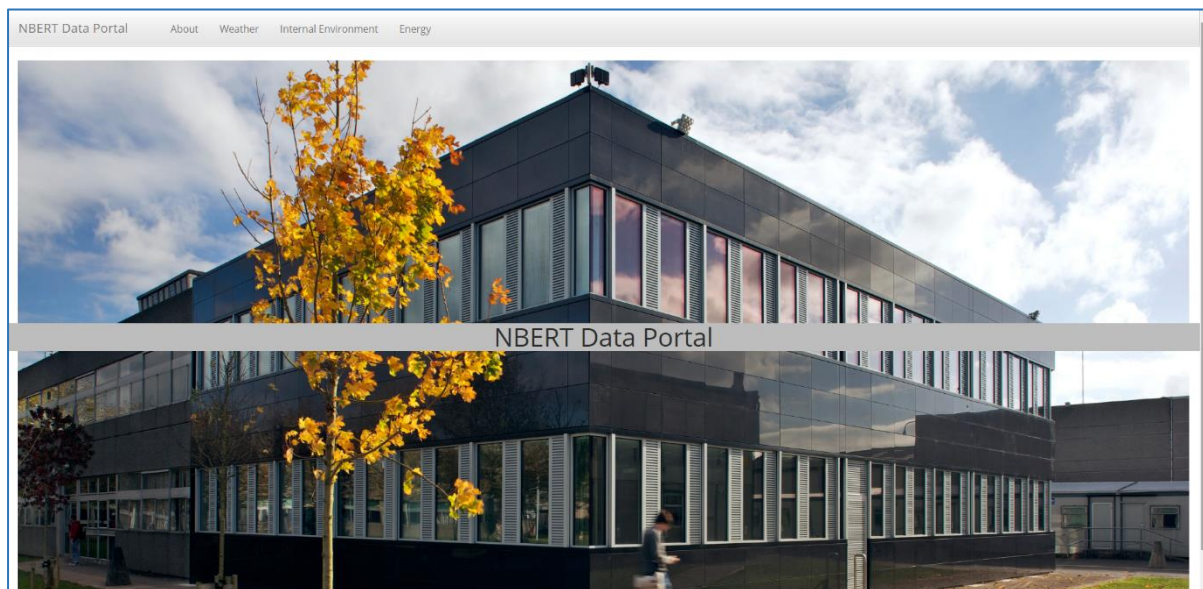 NBERT Data Portal About Weather Internal Environment Energy
NBERT Data Portal